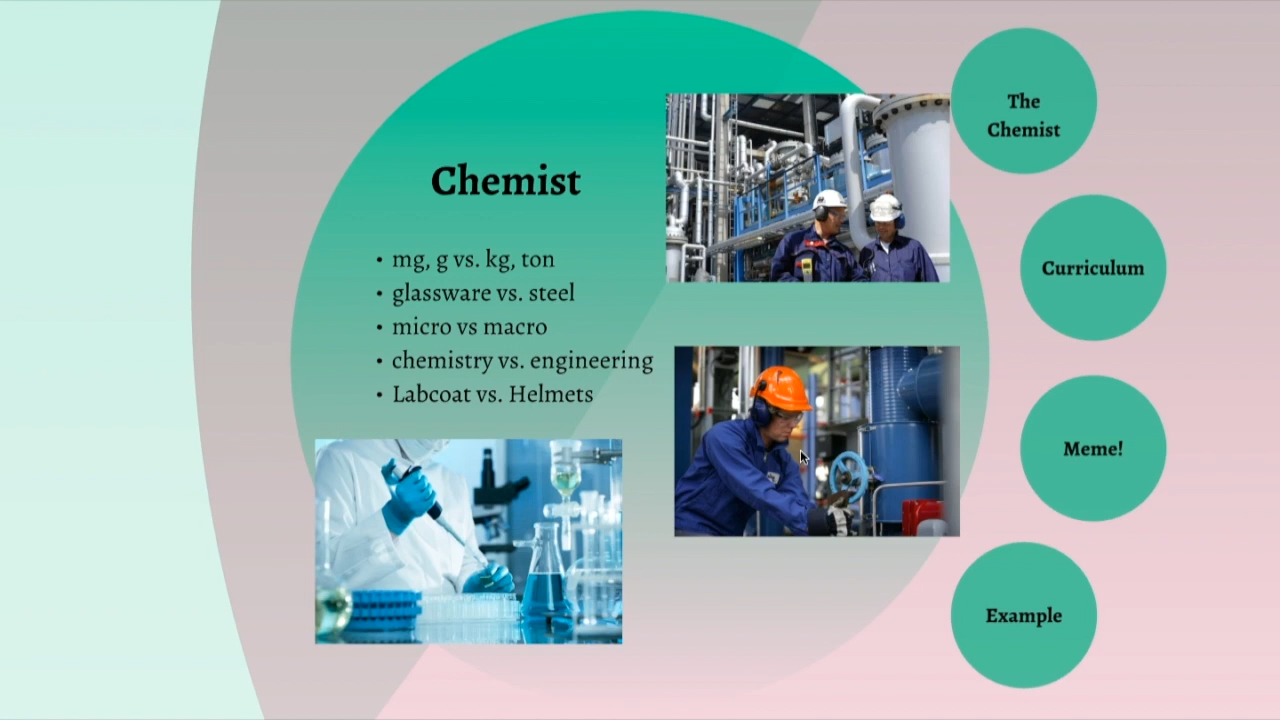 Chemist
• mg, g vs. kg, ton
• glassware vs. steel
• micro vs macro
• chemistry vs. engineering
• Labcoat vs. Helmets
The
Chemist
Curriculum
Meme!
Example